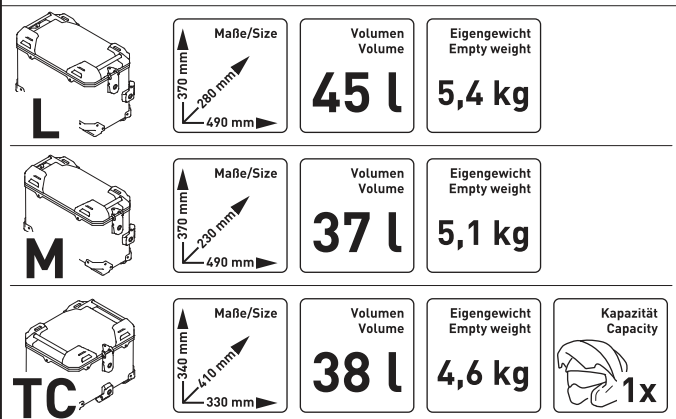 L
Maße/Size
370 mm
280 mm
490 mm
Volumen
Volume
45 l
Eigengewicht
Empty weight
5,4 kg
M
Maße/Size
370 mm
230 mm
490 mm
Volumen
Volume
37 l
Eigengewicht
Empty weight
5,1 kg
TC
Maße/Size
340 mm
410 mm
330 mm
Volumen
Volume
38 l
Eigengewicht
Empty weight
4,6 kg
Kapazität
Capacity
1x